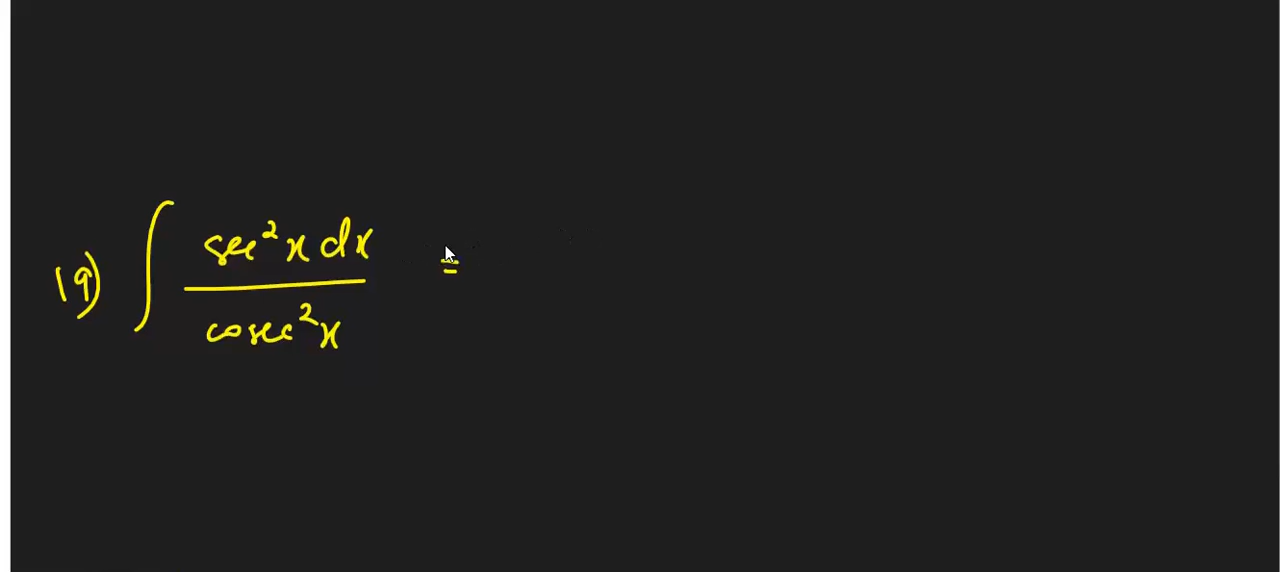 19) ∫ sec²x dx =
cosec²x